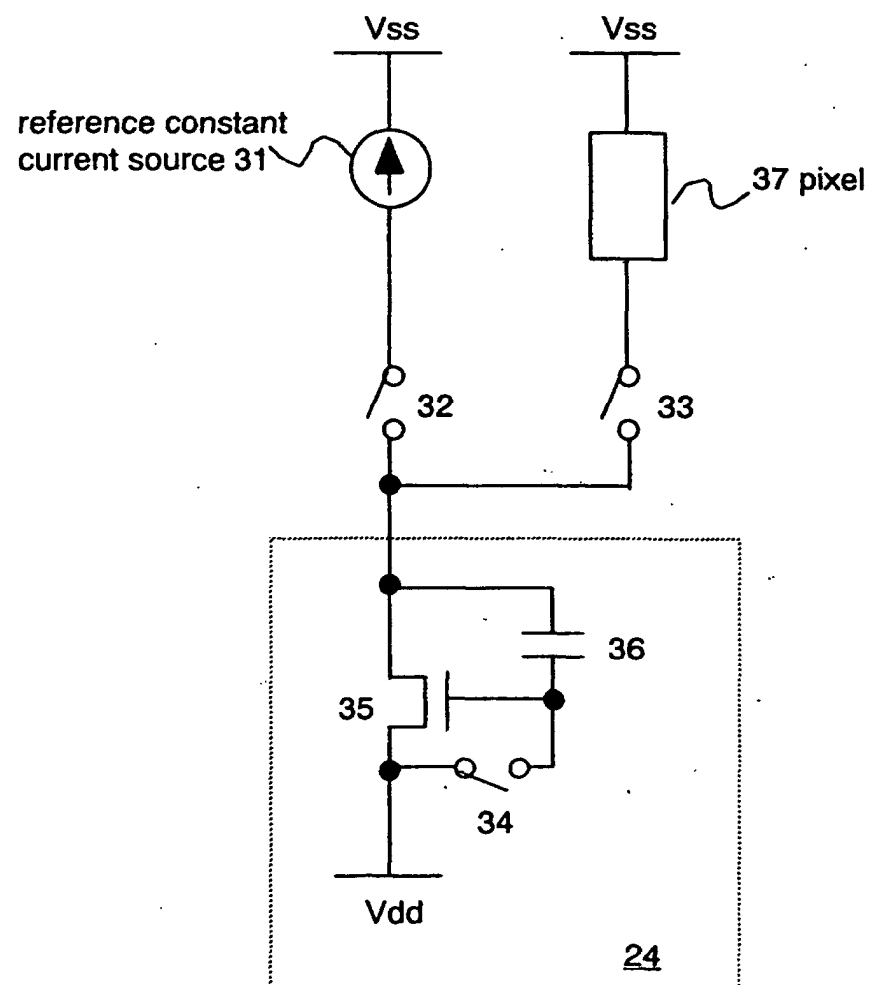 Vss
Vss
reference constant
current source 31
37 pixel
32
33
36
35
34
Vdd
24